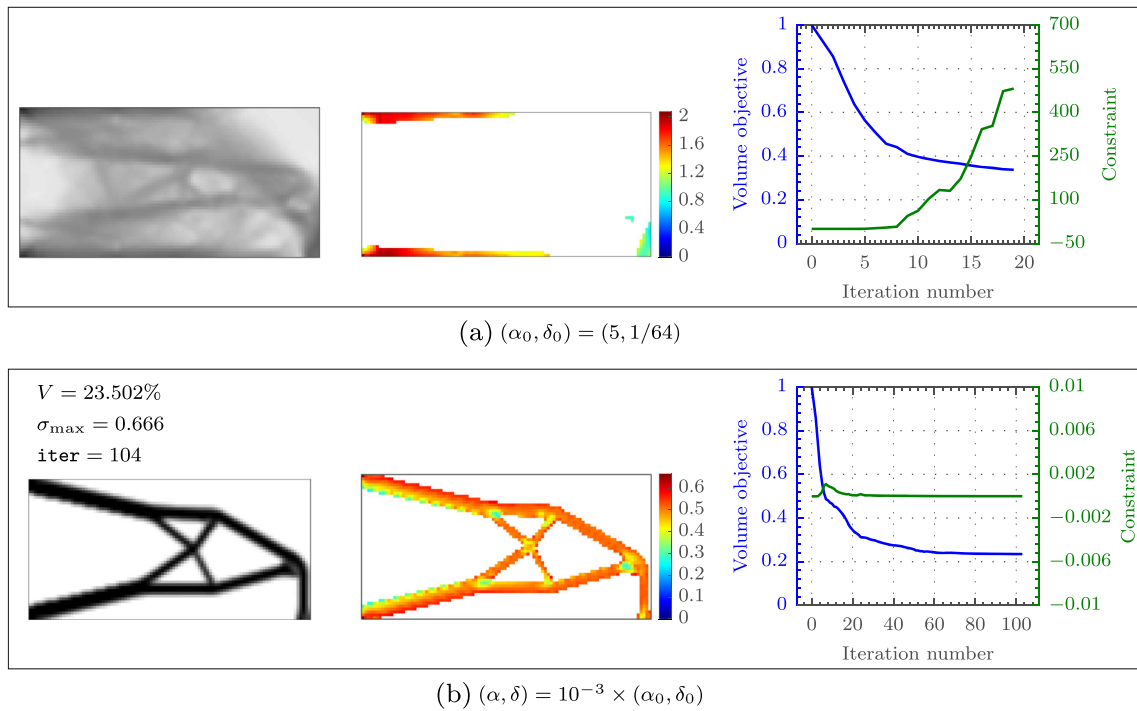 2
1.6
1.2
0.8
0.4
0
Volume objective
1
0.8
0.6
0.4
0.2
0
700
550
400
250
100
−50
Constraint
0 5 10 15 20
Iteration number
(a) (α₀, δ₀) = (5, 1/64)
V = 23.502%
σmax = 0.666
iter = 104
0.6
0.5
0.4
0.3
0.2
0.1
0
Volume objective
1
0.8
0.6
0.4
0.2
0
0.01
0.006
0.002
−0.002
−0.006
−0.01
Constraint
0 20 40 60 80 100
Iteration number
(b) (α, δ) = 10⁻³ × (α₀, δ₀)